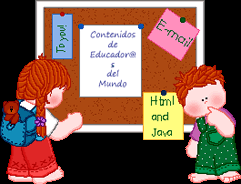 To you!
E-mail
Contenidos
de
Educador@
s
del
Mundo
Html
and
Java